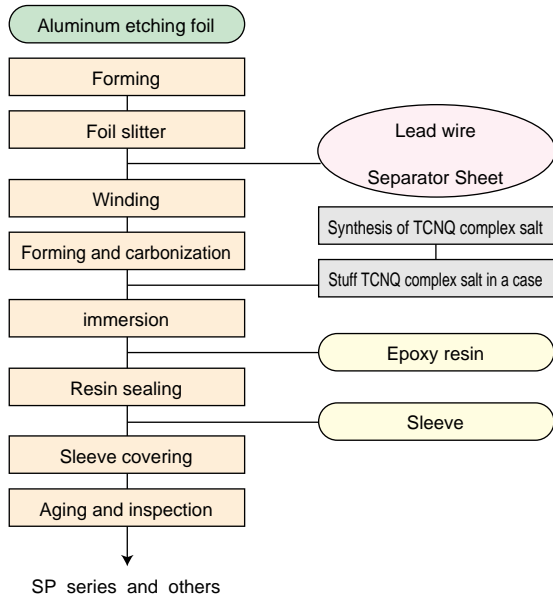 Aluminum etching foil
Forming
Foil slitter
Lead wire
Separator Sheet
Winding
Synthesis of TCNQ complex salt
Forming and carbonization
Stuff TCNQ complex salt in a case
immersion
Epoxy resin
Resin sealing
Sleeve
Sleeve covering
Aging and inspection
SP series and others